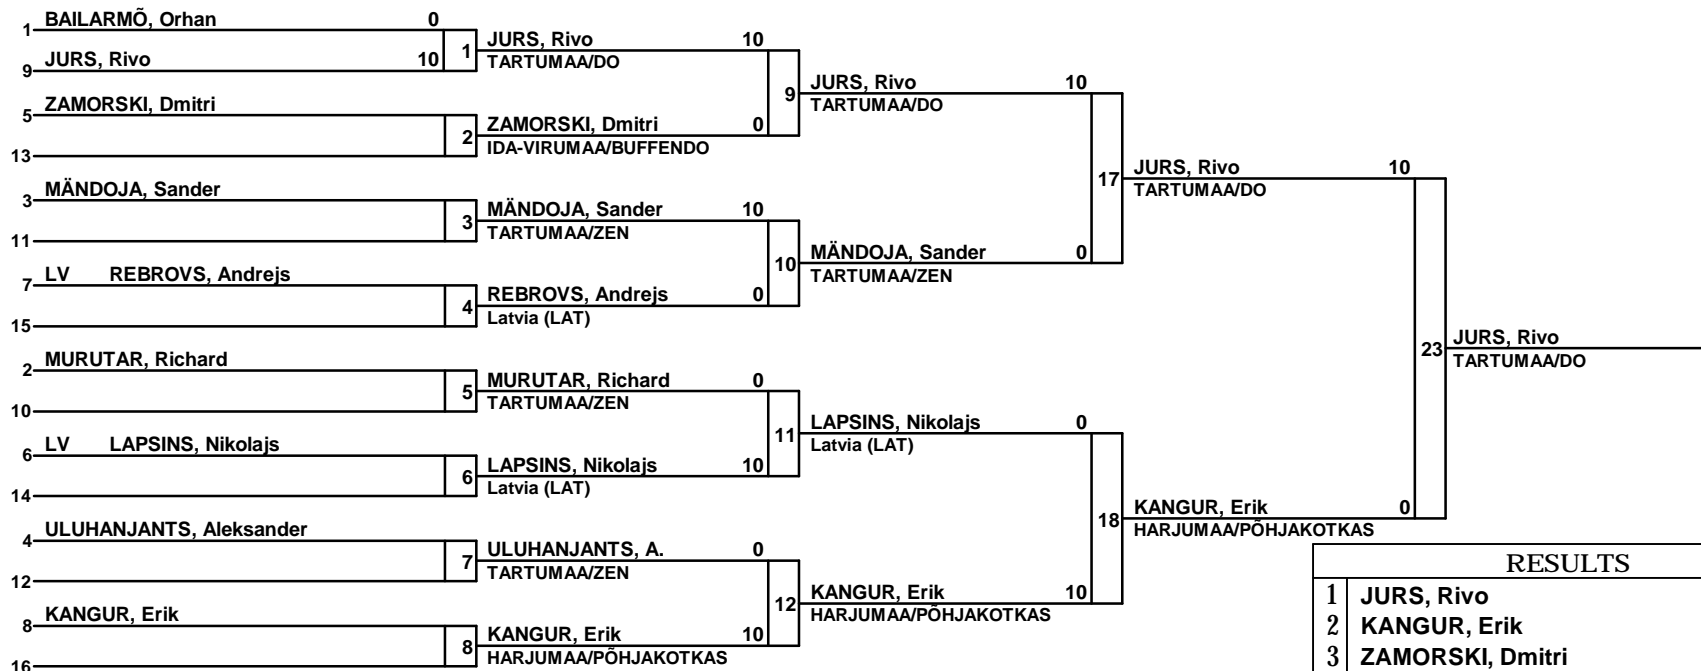 BAILARMÕ, Orhan 0
1
JURS, Rivo 10
9
1
JURS, Rivo 10
TARTUMAA/DO
ZAMORSKI, Dmitri
5
13
2
ZAMORSKI, Dmitri 0
IDA-VIRUMAA/BUFFENDO
9
JURS, Rivo 10
TARTUMAA/DO
MÄNDOJA, Sander
3
11
3
MÄNDOJA, Sander 10
TARTUMAA/ZEN
LV REBROVS, Andrejs
7
15
4
REBROVS, Andrejs 0
Latvia (LAT)
10
MÄNDOJA, Sander 0
TARTUMAA/ZEN
17
JURS, Rivo 10
TARTUMAA/DO
MURUTAR, Richard
2
10
5
MURUTAR, Richard 0
TARTUMAA/ZEN
LV LAPSINS, Nikolajs
6
14
6
LAPSINS, Nikolajs 10
Latvia (LAT)
11
LAPSINS, Nikolajs 0
Latvia (LAT)
ULUHANJANTS, Aleksander
4
12
7
ULUHANJANTS, A. 0
TARTUMAA/ZEN
KANGUR, Erik
8
16
8
KANGUR, Erik 10
HARJUMAA/PÕHJAKOTKAS
12
KANGUR, Erik 10
HARJUMAA/PÕHJAKOTKAS
18
KANGUR, Erik 0
HARJUMAA/PÕHJAKOTKAS
23
JURS, Rivo
TARTUMAA/DO
RESULTS
1 JURS, Rivo
2 KANGUR, Erik
3 ZAMORSKI, Dmitri